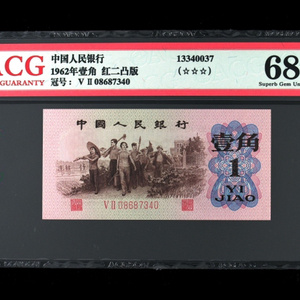 ACG
GUARANTY
中国人民银行
1962年壹角 红二凸版
冠号: V II 08687340
13340037
(☆☆☆)
68
Superb Gem Un
中国人民银行
壹角
1
YI
JIAO
V II 08687340